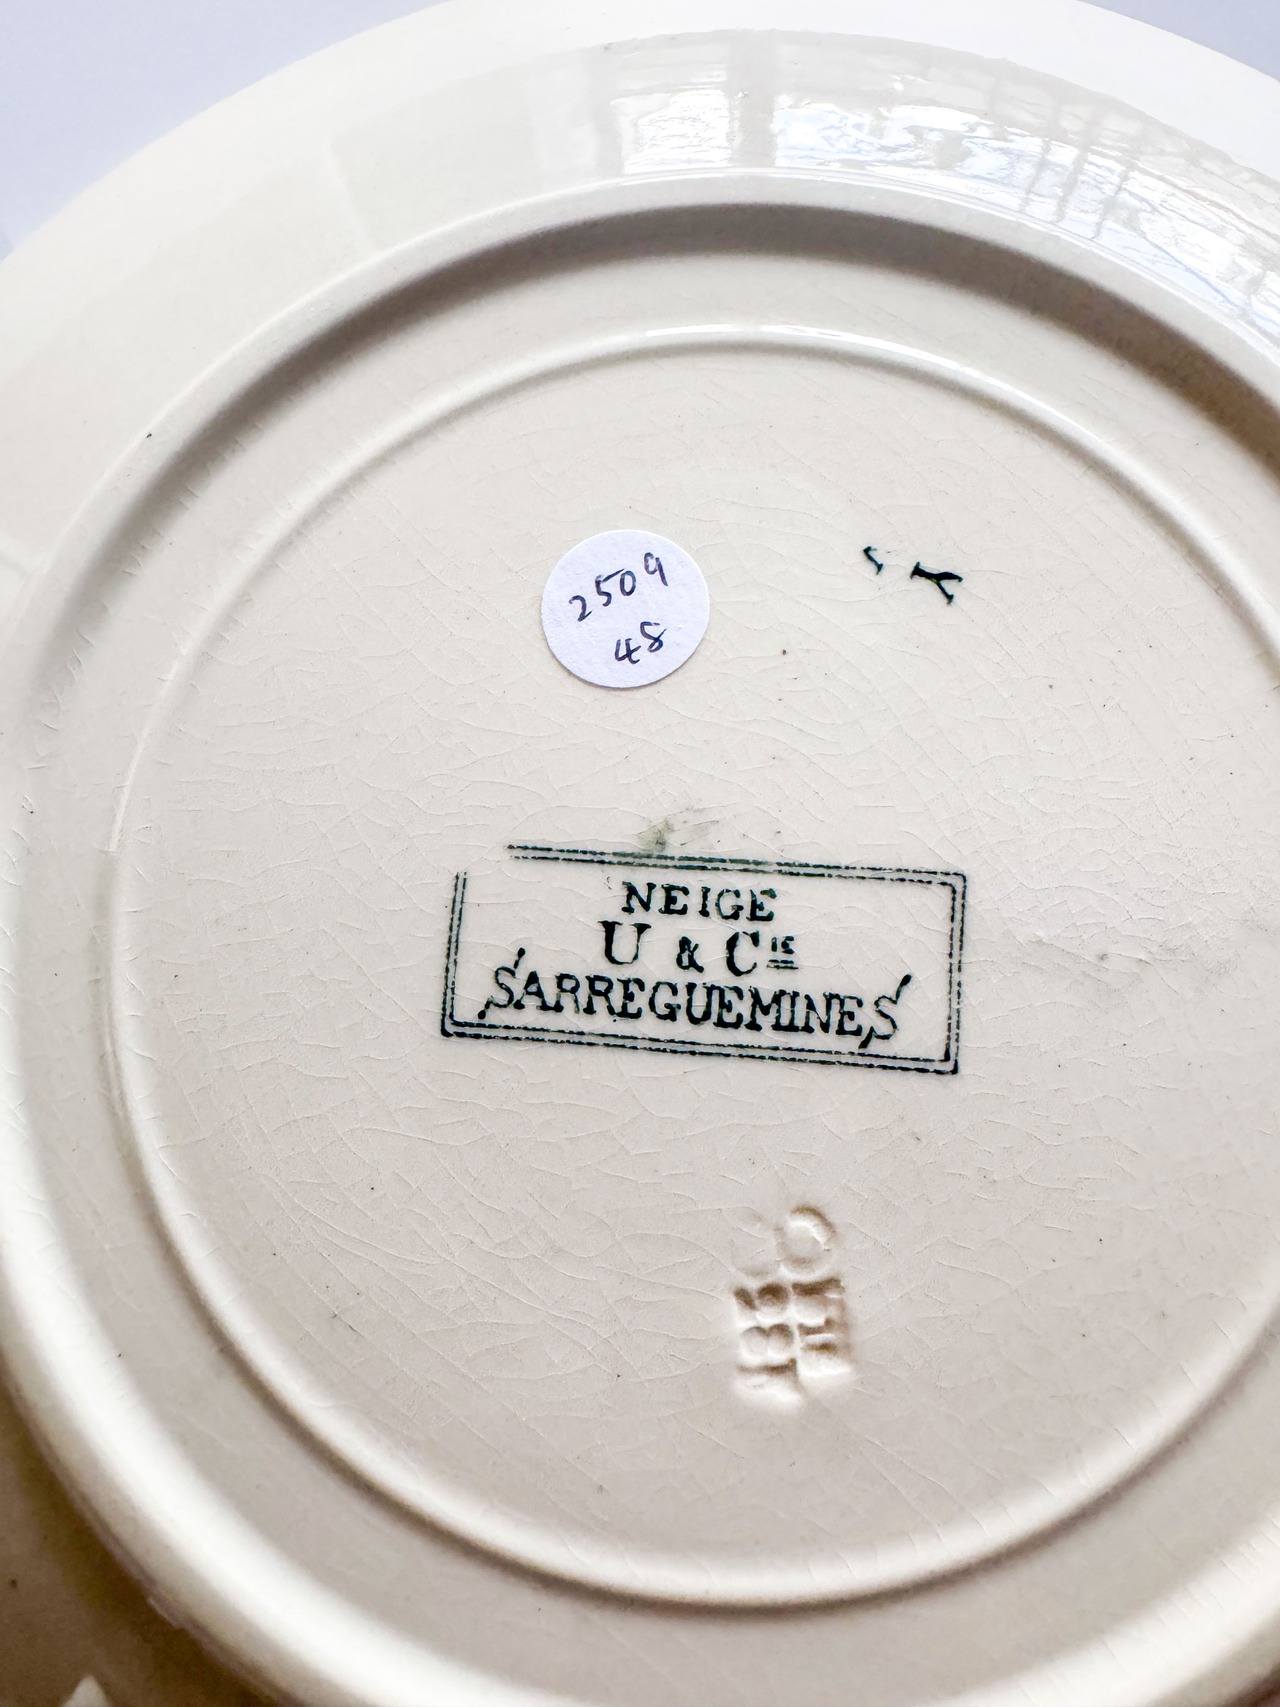 2509
48
K
NEIGE
U & Cie
SARREGUEMINES